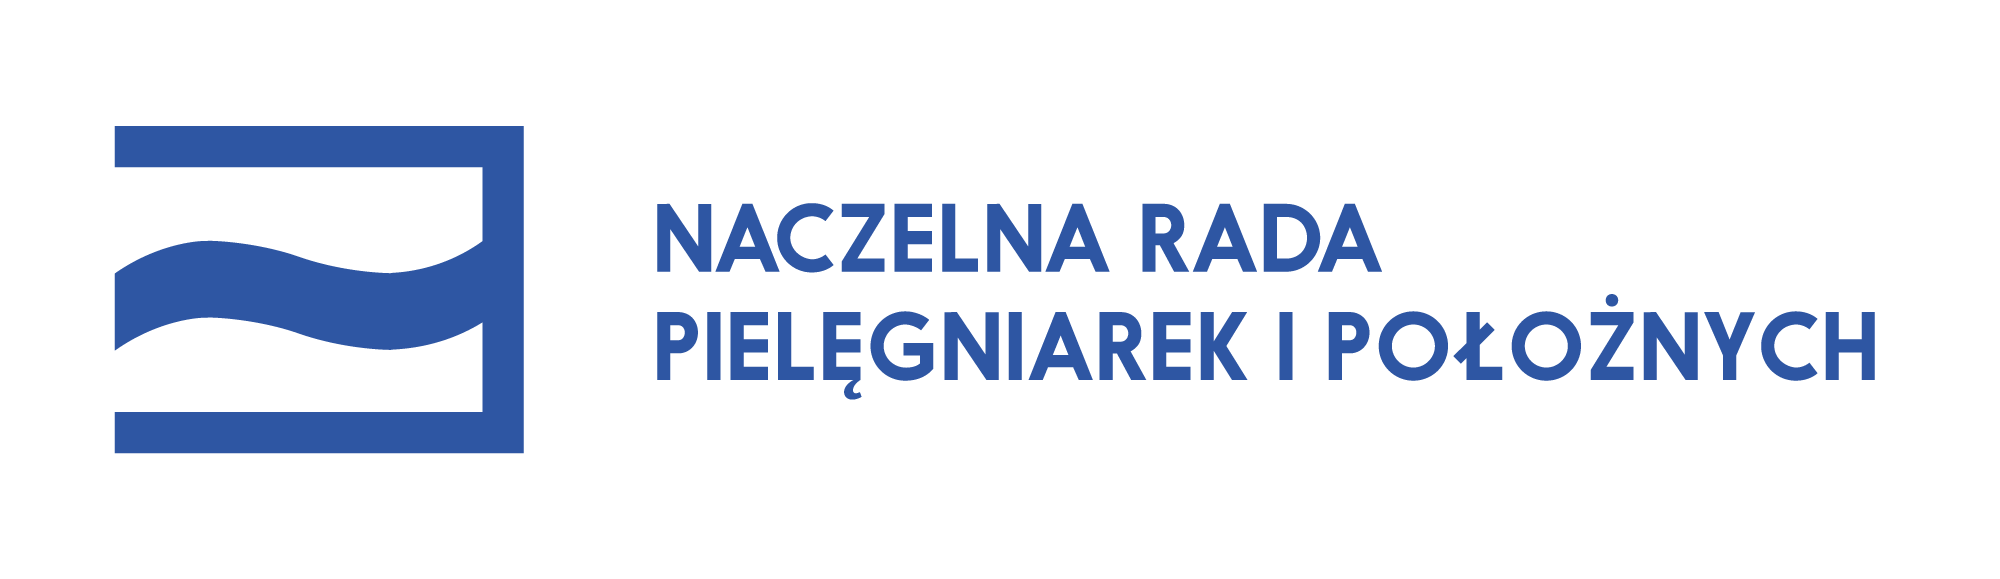 NACZELNA RADA
PIELĘGNIAREK I POŁOŻNYCH